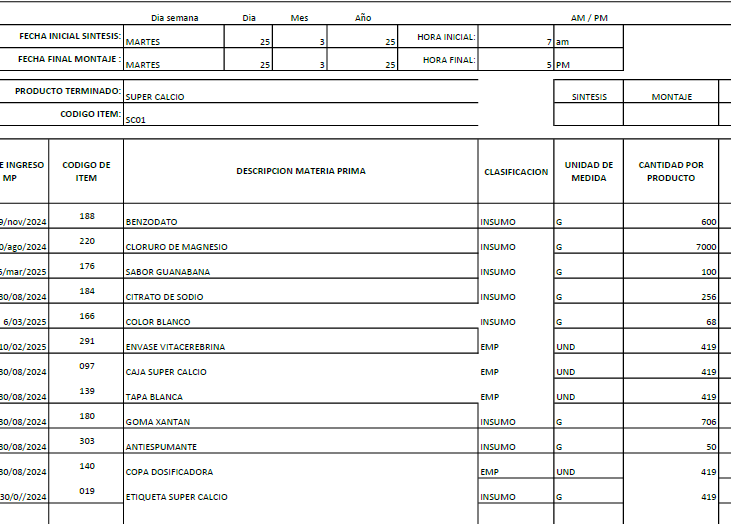 Dia semana Dia Mes Año AM / PM
FECHA INICIAL SINTESIS: MARTES 25 3 25 HORA INICIAL: 7 am
FECHA FINAL MONTAJE : MARTES 25 3 25 HORA FINAL: 5 PM
PRODUCTO TERMINADO: SUPER CALCIO SINTESIS MONTAJE
CODIGO ITEM: SC01
E INGRESO MP CODIGO DE ITEM DESCRIPCION MATERIA PRIMA CLASIFICACION UNIDAD DE MEDIDA CANTIDAD POR PRODUCTO
9/nov/2024 188 BENZODATO INSUMO G 600
0/ago/2024 220 CLORURO DE MAGNESIO INSUMO G 7000
/mar/2025 176 SABOR GUANABANA INSUMO G 100
30/08/2024 184 CITRATO DE SODIO INSUMO G 256
6/03/2025 166 COLOR BLANCO INSUMO G 68
10/02/2025 291 ENVASE VITACEREBRINA EMP UND 419
30/08/2024 097 CAJA SUPER CALCIO EMP UND 419
30/08/2024 139 TAPA BLANCA EMP UND 419
30/08/2024 180 GOMA XANTAN INSUMO G 706
30/08/2024 303 ANTIESPUMANTE INSUMO G 50
30/08/2024 140 COPA DOSIFICADORA EMP UND 419
30/0//2024 019 ETIQUETA SUPER CALCIO INSUMO G 419